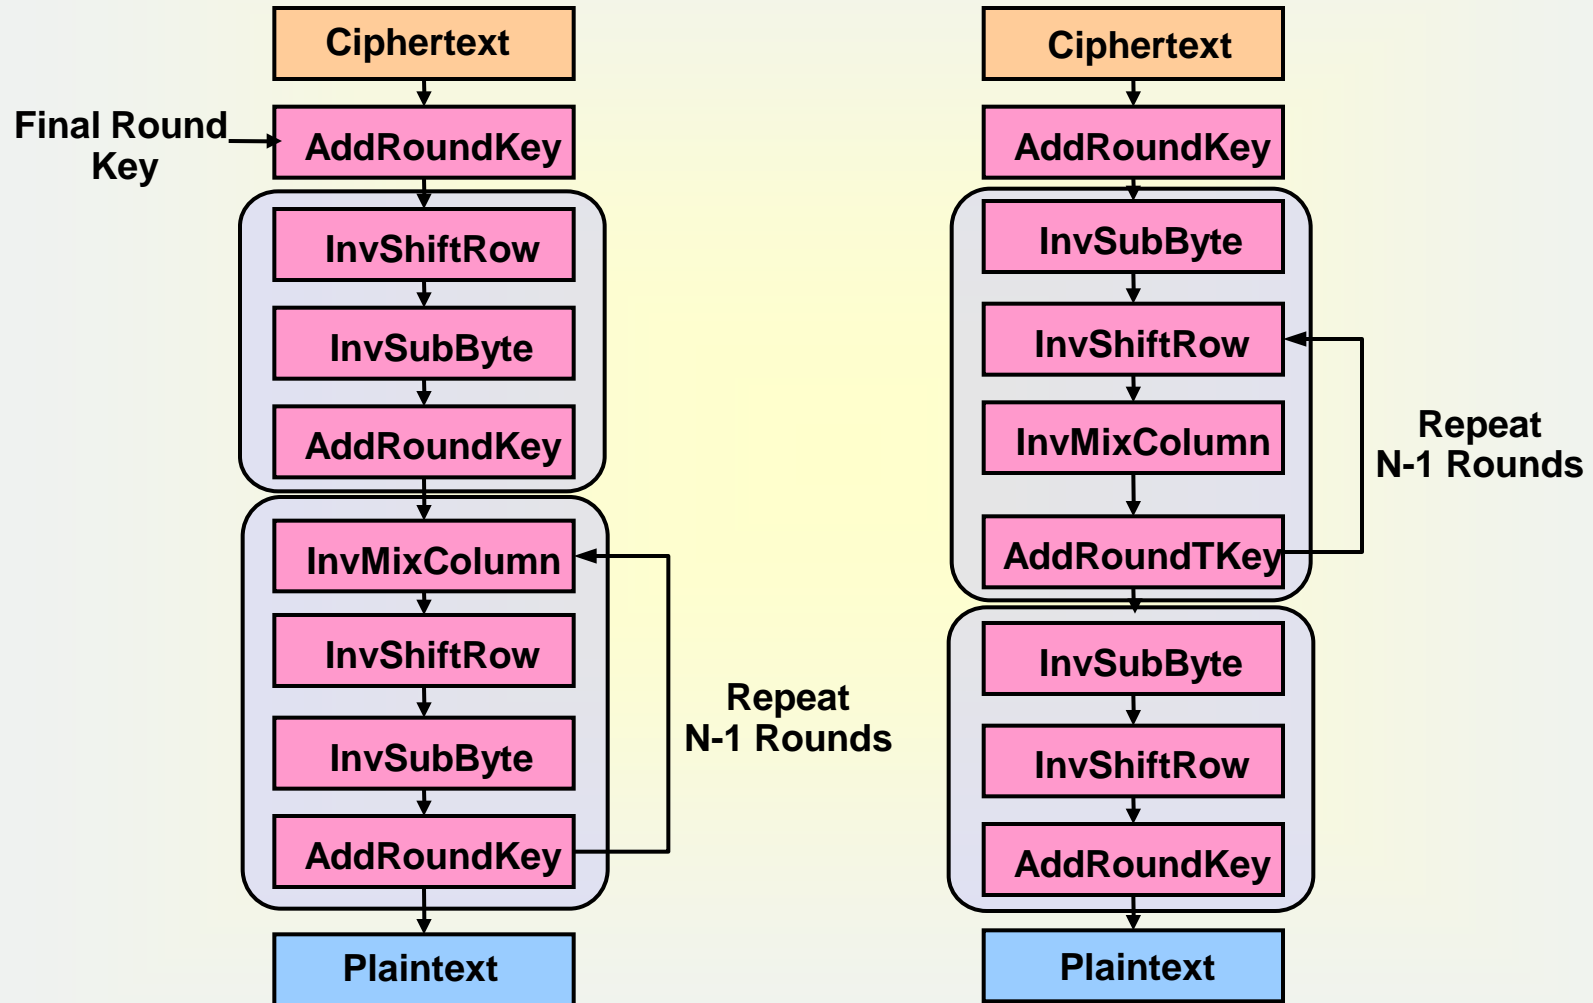 Ciphertext
Final Round
Key
AddRoundKey
InvShiftRow
InvSubByte
AddRoundKey
InvMixColumn
InvShiftRow
InvSubByte
AddRoundKey
Repeat
N-1 Rounds
Plaintext
Ciphertext
AddRoundKey
InvSubByte
InvShiftRow
InvMixColumn
AddRoundTKey
Repeat
N-1 Rounds
InvSubByte
InvShiftRow
AddRoundKey
Plaintext